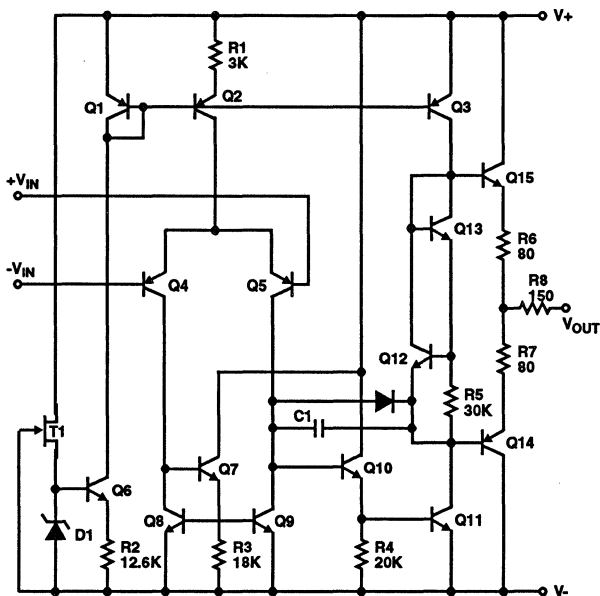 V+
R1
3K
Q1
Q2
Q3
+VIN
Q15
Q13
R6
80
-VIN
Q4
Q5
R8
150
VOUT
Q12
R7
80
R5
30K
C1
T1
Q14
Q7
Q10
Q6
Q8
Q9
Q11
D1
R2
12.6K
R3
18K
R4
20K
V-